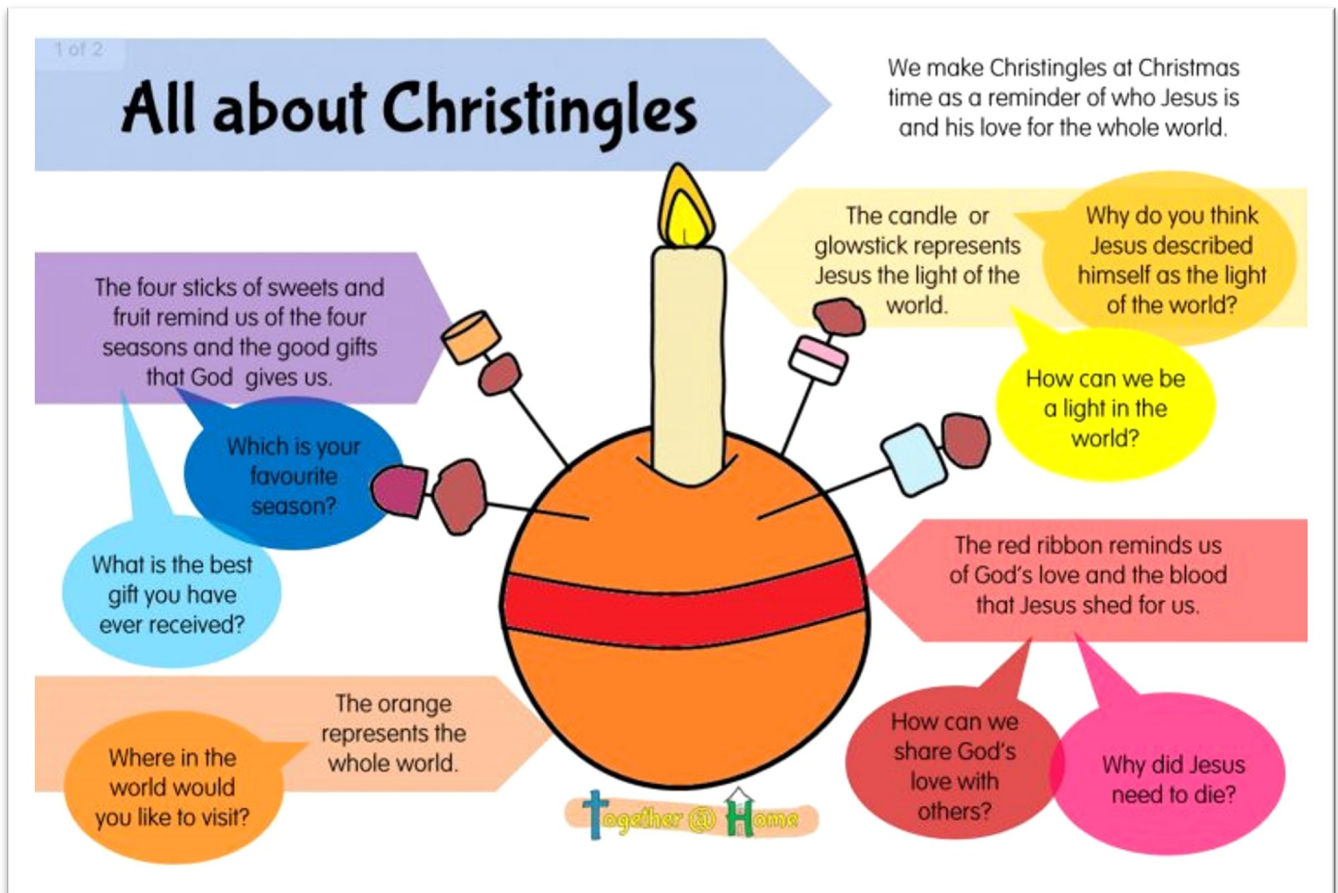 1 of 2
All about Christingles
We make Christingles at Christmas
time as a reminder of who Jesus is
and his love for the whole world.
The candle or
glowstick represents
Jesus the light of the
world.
Why do you think
Jesus described
himself as the light
of the world?
How can we be
a light in the
world?
The four sticks of sweets and
fruit remind us of the four
seasons and the good gifts
that God gives us.
Which is your
favourite
season?
What is the best
gift you have
ever received?
The red ribbon reminds us
of God's love and the blood
that Jesus shed for us.
How can we
share God's
love with
others?
Why did Jesus
need to die?
The orange
represents the
whole world.
Where in the
world would
you like to visit?
Together @ Home